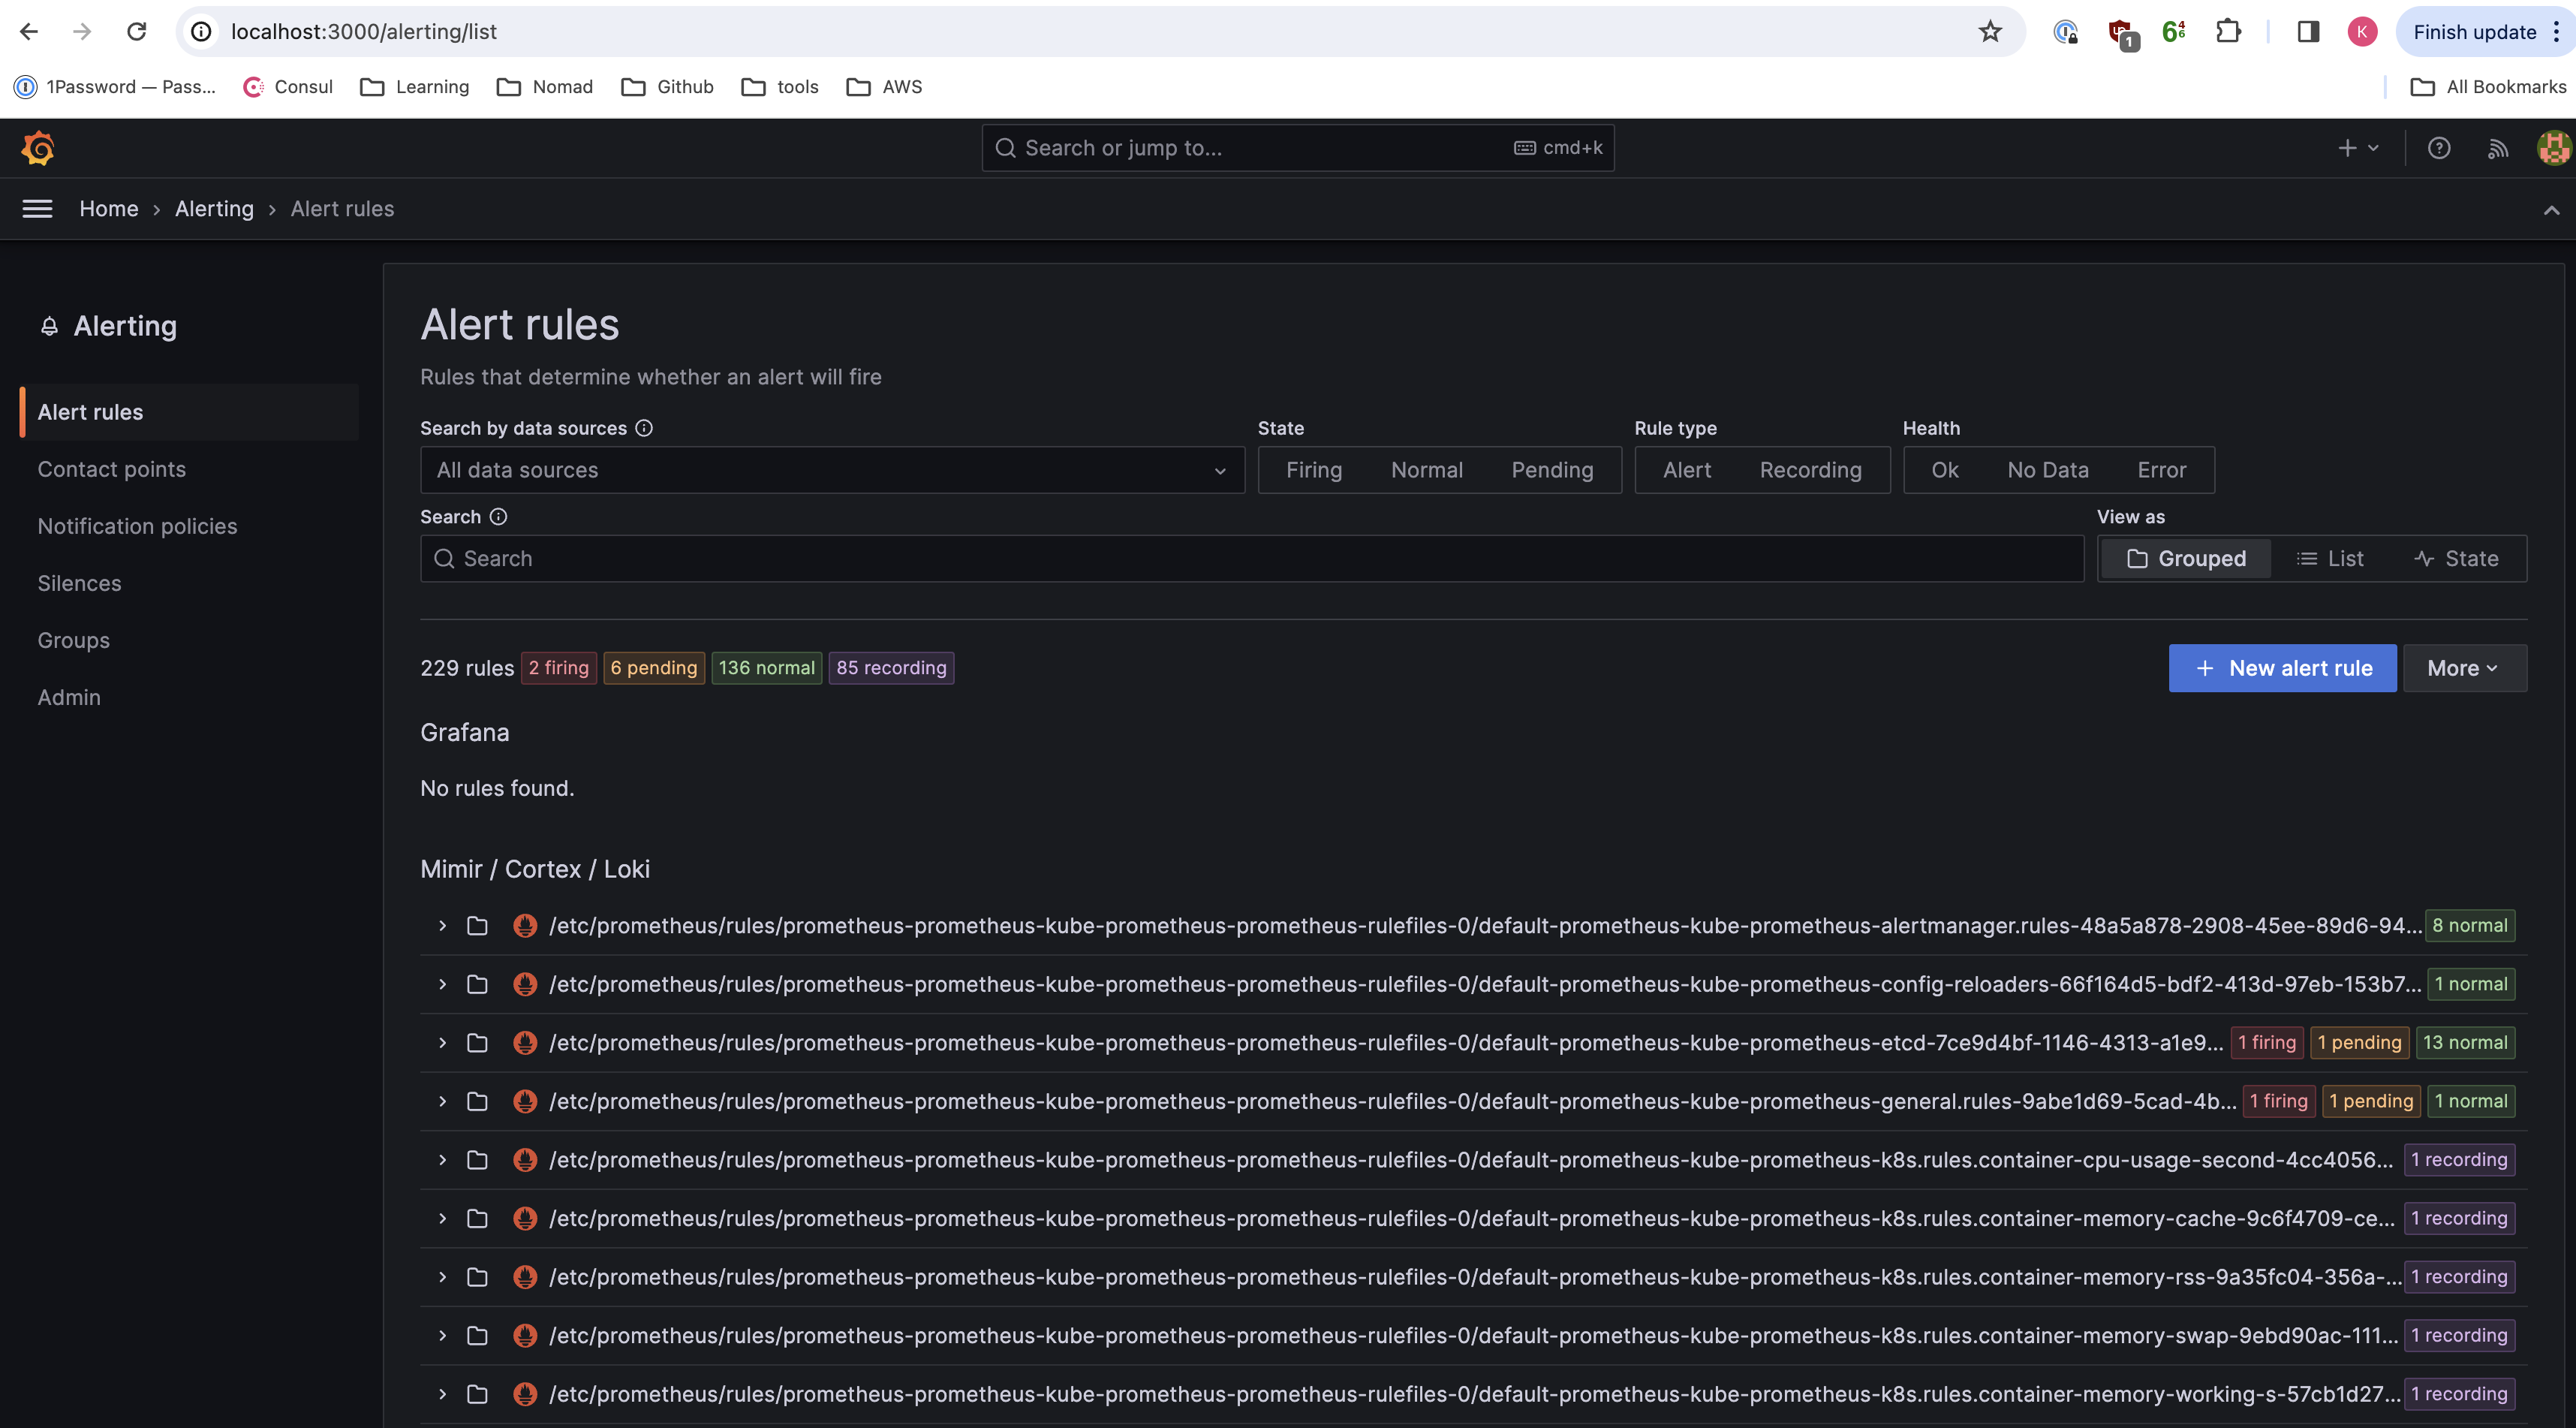 localhost:3000/alerting/list
1
6 4 6
K
Finish update
1Password — Pass...
Consul
Learning
Nomad
Github
tools
AWS
All Bookmarks
Search or jump to...
cmd+k
Home › Alerting › Alert rules
Alerting
Alert rules
Contact points
Notification policies
Silences
Groups
Admin
Alert rules
Rules that determine whether an alert will fire
Search by data sources
All data sources
State
Firing Normal Pending
Rule type
Alert Recording
Health
Ok No Data Error
Search
Search
View as
Grouped List State
229 rules 2 firing 6 pending 136 normal 85 recording
+ New alert rule
More
Grafana
No rules found.
Mimir / Cortex / Loki
/etc/prometheus/rules/prometheus-prometheus-kube-prometheus-prometheus-rulefiles-0/default-prometheus-kube-prometheus-alertmanager.rules-48a5a878-2908-45ee-89d6-94... 8 normal
/etc/prometheus/rules/prometheus-prometheus-kube-prometheus-prometheus-rulefiles-0/default-prometheus-kube-prometheus-config-reloaders-66f164d5-bdf2-413d-97eb-153b7... 1 normal
/etc/prometheus/rules/prometheus-prometheus-kube-prometheus-prometheus-rulefiles-0/default-prometheus-kube-prometheus-etcd-7ce9d4bf-1146-4313-a1e9... 1 firing 1 pending 13 normal
/etc/prometheus/rules/prometheus-prometheus-kube-prometheus-prometheus-rulefiles-0/default-prometheus-kube-prometheus-general.rules-9abe1d69-5cad-4b... 1 firing 1 pending 1 normal
/etc/prometheus/rules/prometheus-prometheus-kube-prometheus-prometheus-rulefiles-0/default-prometheus-kube-prometheus-k8s.rules.container-cpu-usage-second-4cc4056... 1 recording
/etc/prometheus/rules/prometheus-prometheus-kube-prometheus-prometheus-rulefiles-0/default-prometheus-kube-prometheus-k8s.rules.container-memory-cache-9c6f4709-ce... 1 recording
/etc/prometheus/rules/prometheus-prometheus-kube-prometheus-prometheus-rulefiles-0/default-prometheus-kube-prometheus-k8s.rules.container-memory-rss-9a35fc04-356a-... 1 recording
/etc/prometheus/rules/prometheus-prometheus-kube-prometheus-prometheus-rulefiles-0/default-prometheus-kube-prometheus-k8s.rules.container-memory-swap-9ebd90ac-111... 1 recording
/etc/prometheus/rules/prometheus-prometheus-kube-prometheus-prometheus-rulefiles-0/default-prometheus-kube-prometheus-k8s.rules.container-memory-working-s-57cb1d27... 1 recording